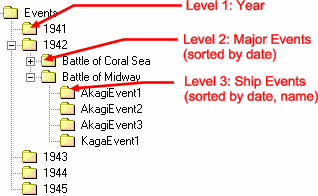 Events
Level 1: Year
1941
1942
Level 2: Major Events
(sorted by date)
Battle of Coral Sea
Battle of Midway
Level 3: Ship Events
(sorted by date, name)
AkagiEvent1
AkagiEvent2
AkagiEvent3
KagaEvent1
1943
1944
1945